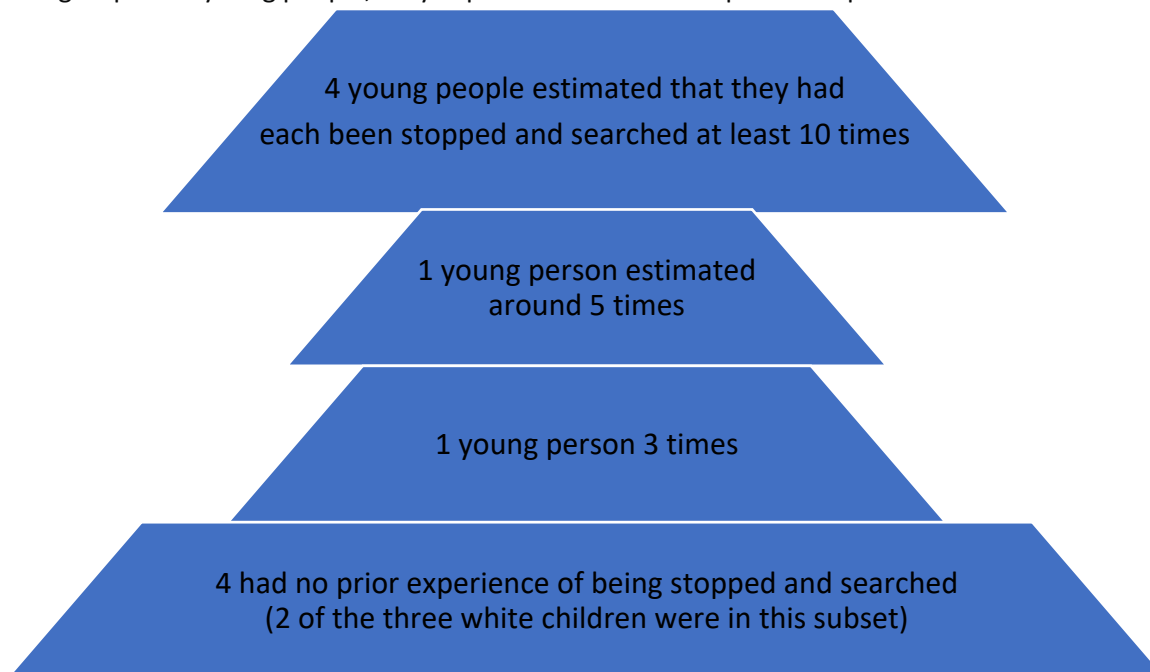 4 young people estimated that they had
each been stopped and searched at least 10 times
1 young person estimated
around 5 times
1 young person 3 times
4 had no prior experience of being stopped and searched
(2 of the three white children were in this subset)